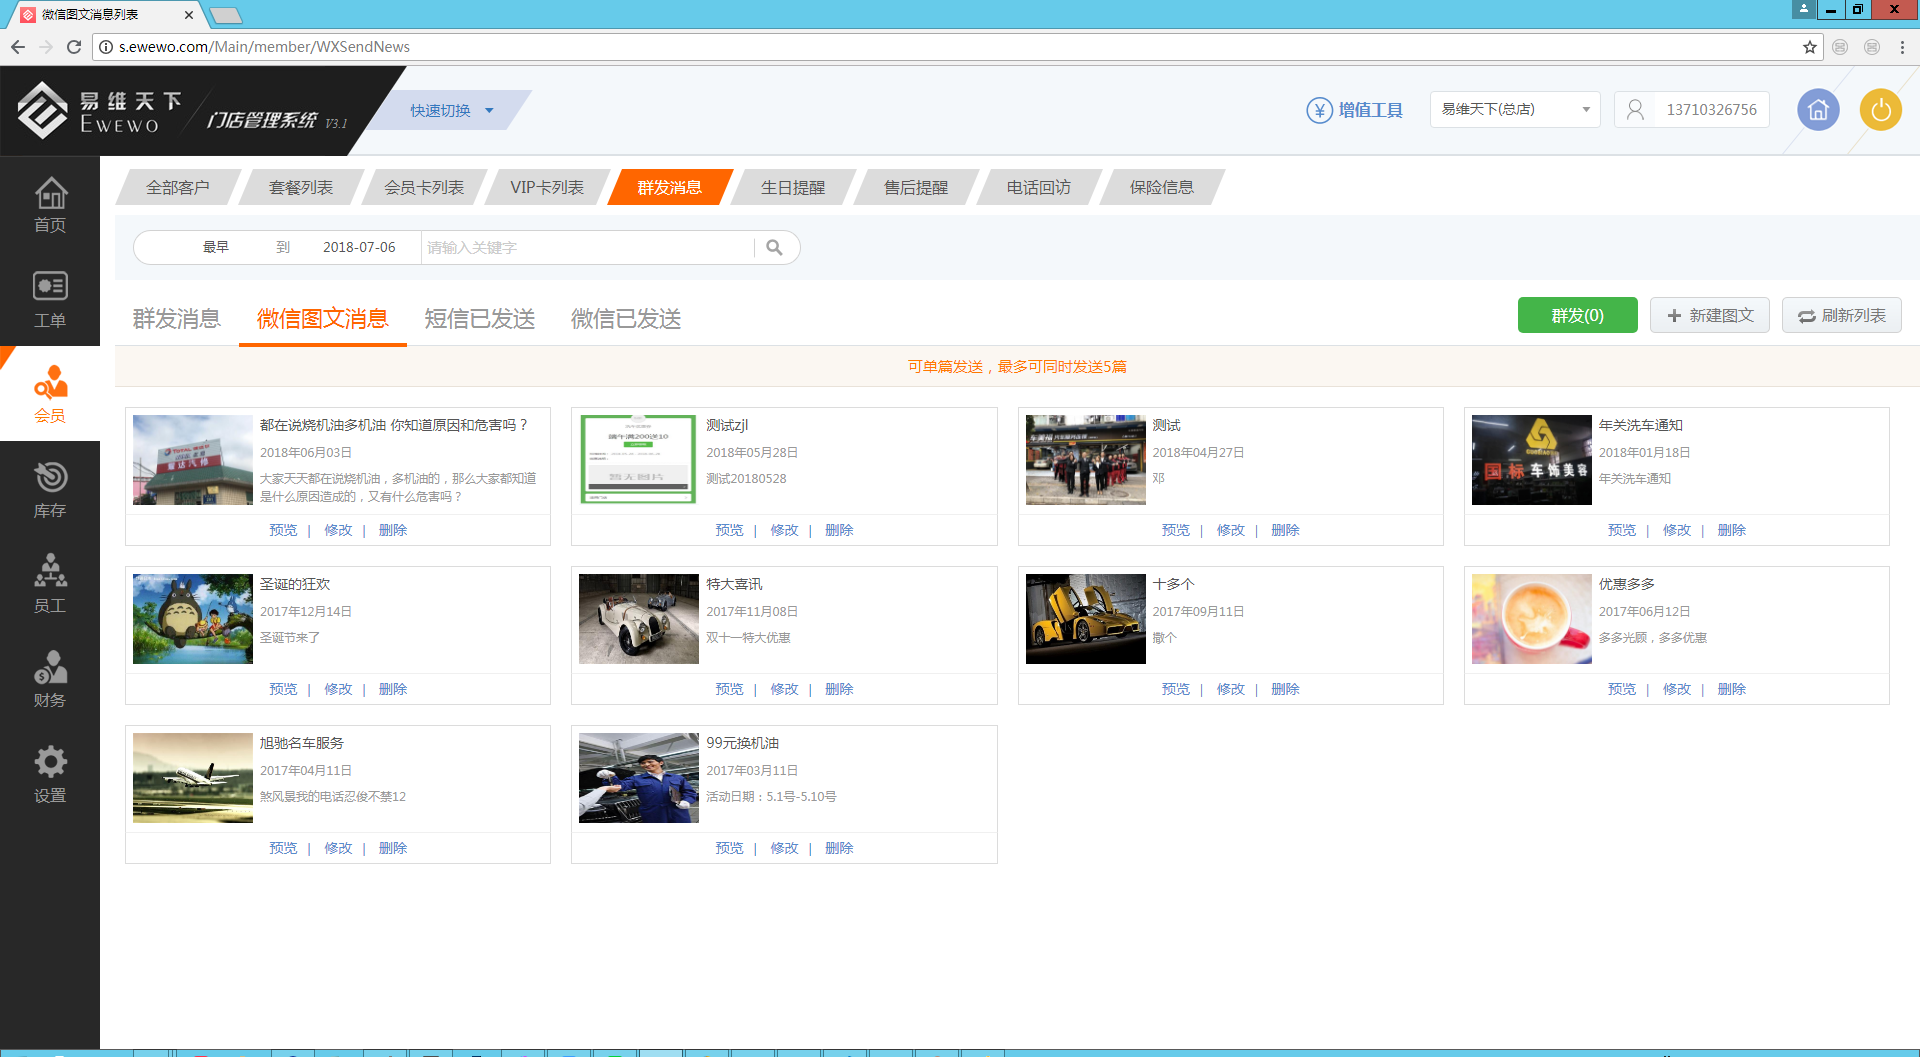 微信图文消息列表
s.ewewo.com/Main/member/WXSendNews
易维天下
EWEWO
门店管理系统 V3.1
快速切换
增值工具
易维天下(总店)
13710326756
首页
工单
会员
库存
员工
财务
设置
全部客户
套餐列表
会员卡列表
VIP卡列表
群发消息
生日提醒
售后提醒
电话回访
保险信息
最早 到 2018-07-06 请输入关键字
群发消息
微信图文消息
短信已发送
微信已发送
群发(0)
新建图文
刷新列表
可单篇发送，最多可同时发送5篇
都在说烧机油多机油 你知道原因和危害吗？
2018年06月03日
大家天天都在说烧机油，多机油的，那么大家都知道
是什么原因造成的，又有什么危害吗？
预览 | 修改 | 删除
测试zjl
2018年05月28日
测试20180528
预览 | 修改 | 删除
测试
2018年04月27日
邓
预览 | 修改 | 删除
国标车饰美容
年关洗车通知
2018年01月18日
年关洗车通知
预览 | 修改 | 删除
圣诞的狂欢
2017年12月14日
圣诞节来了
预览 | 修改 | 删除
特大喜讯
2017年11月08日
双十一特大优惠
预览 | 修改 | 删除
十多个
2017年09月11日
撒个
预览 | 修改 | 删除
优惠多多
2017年06月12日
多多光顾，多多优惠
预览 | 修改 | 删除
旭驰名车服务
2017年04月11日
煞风景我的电话忍俊不禁12
预览 | 修改 | 删除
99元换机油
2017年03月11日
活动日期：5.1号-5.10号
预览 | 修改 | 删除